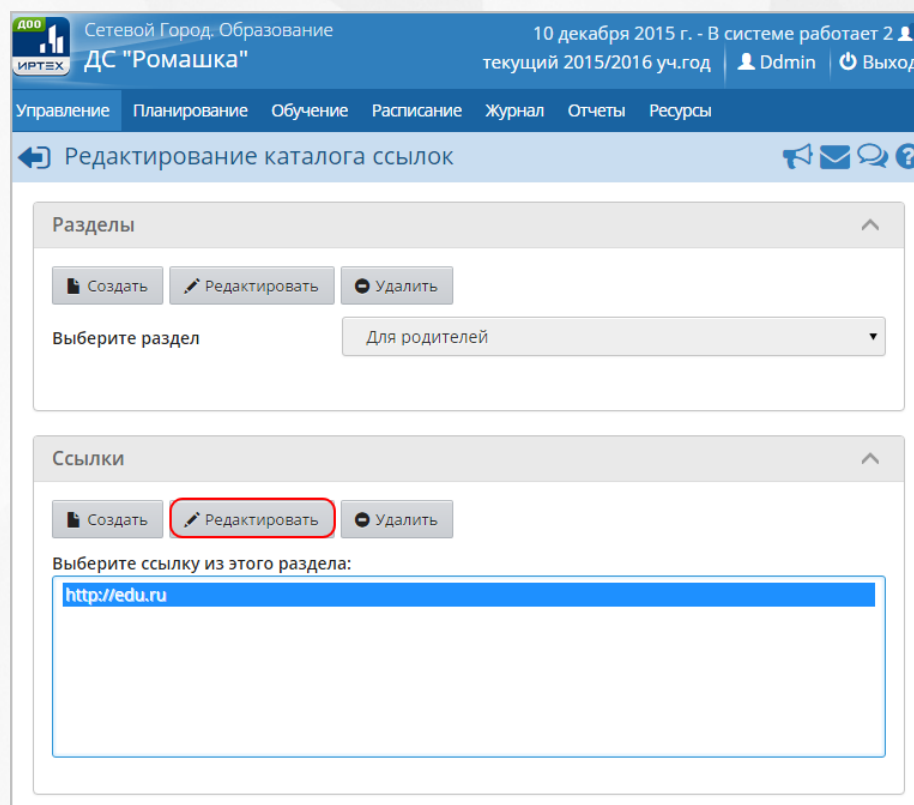 ДОО
ИРТЕХ
Сетевой Город. Образование
ДС "Ромашка"
10 декабря 2015 г. - В системе работает 2
текущий 2015/2016 уч.год
Ddmin
Выход
Управление Планирование Обучение Расписание Журнал Отчеты Ресурсы
Редактирование каталога ссылок
Разделы
Создать Редактировать Удалить
Выберите раздел Для родителей
Ссылки
Создать Редактировать Удалить
Выберите ссылку из этого раздела:
http://edu.ru